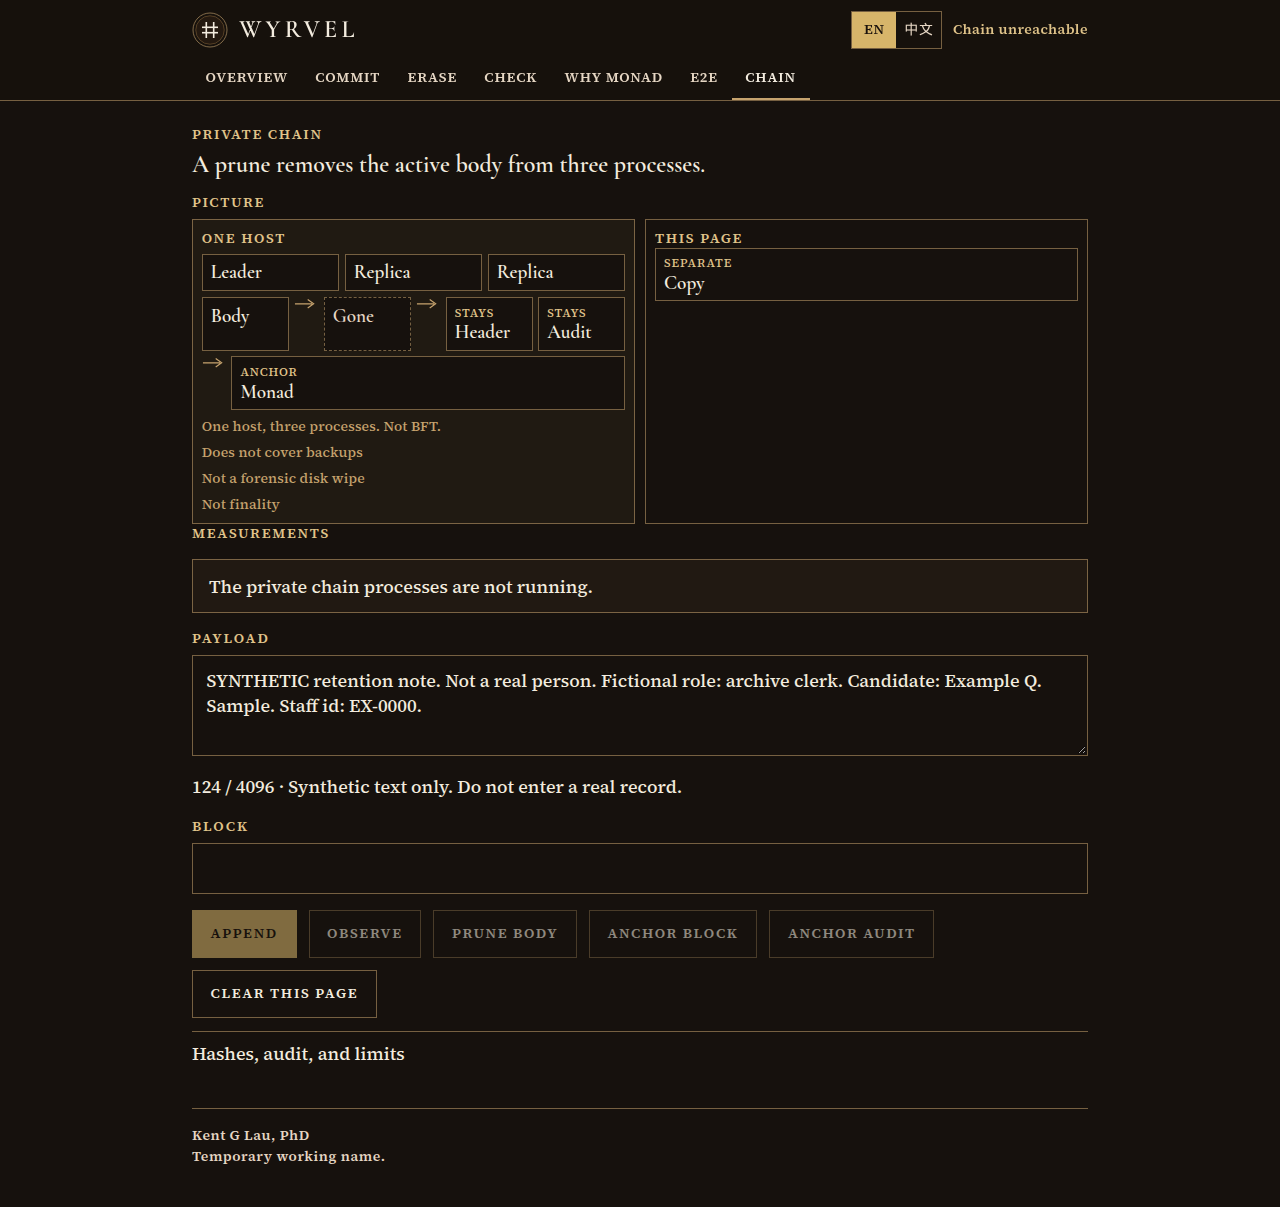 WYRVEL
EN 中文 Chain unreachable
OVERVIEW COMMIT ERASE CHECK WHY MONAD E2E CHAIN
PRIVATE CHAIN
A prune removes the active body from three processes.
PICTURE
ONE HOST
Leader Replica Replica
Body → Gone → STAYS Header STAYS Audit
→ ANCHOR
Monad
One host, three processes. Not BFT.
Does not cover backups
Not a forensic disk wipe
Not finality
THIS PAGE
SEPARATE
Copy
MEASUREMENTS
The private chain processes are not running.
PAYLOAD
SYNTHETIC retention note. Not a real person. Fictional role: archive clerk. Candidate: Example Q.
Sample. Staff id: EX-0000.
124 / 4096 · Synthetic text only. Do not enter a real record.
BLOCK
APPEND OBSERVE PRUNE BODY ANCHOR BLOCK ANCHOR AUDIT
CLEAR THIS PAGE
Hashes, audit, and limits
Kent G Lau, PhD
Temporary working name.